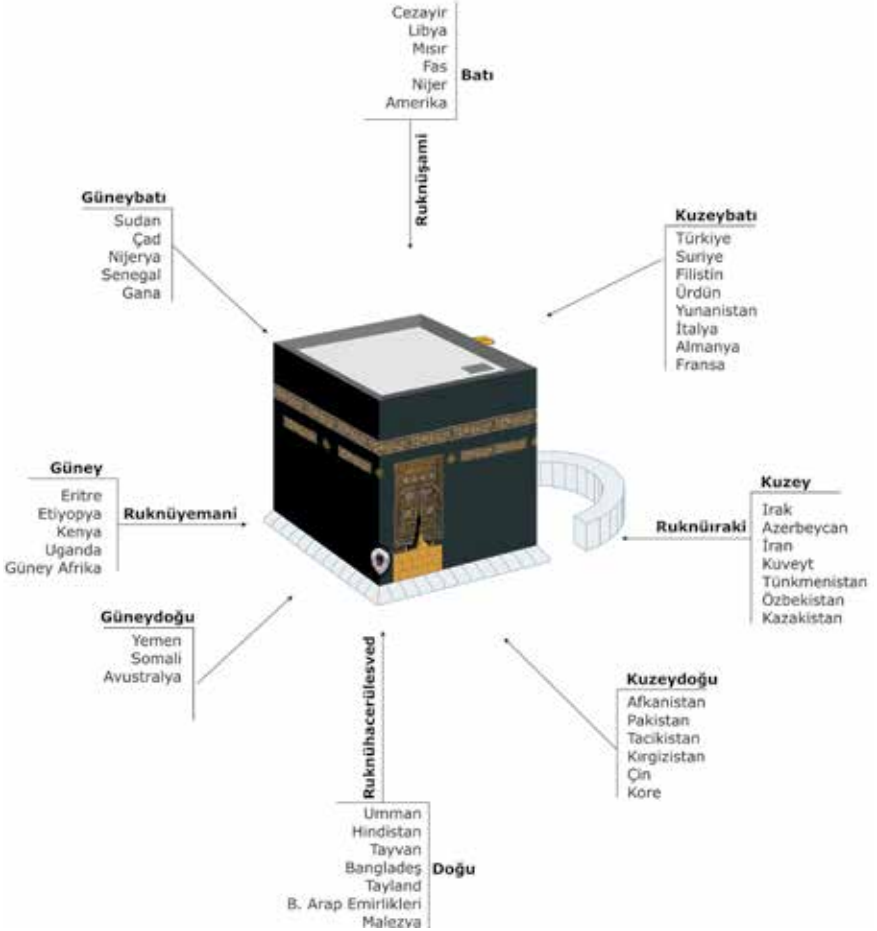 Cezayir
Libya
Mısır
Fas
Nijer
Amerika
Batı
Ruknüşami
Güneybatı
Sudan
Çad
Nijerya
Senegal
Gana
Kuzeybatı
Türkiye
Suriye
Filistin
Ürdün
Yunanistan
İtalya
Almanya
Fransa
Güney
Eritre
Etiyopya
Kenya
Uganda
Güney Afrika
Ruknüyemani
Kuzey
Irak
Azerbeycan
İran
Kuveyt
Tünkmenistan
Özbekistan
Kazakistan
Ruknüıraki
Güneydoğu
Yemen
Somali
Avustralya
Ruknühacerülesved
Kuzeydoğu
Afkanistan
Pakistan
Tacikistan
Kırgizistan
Çin
Kore
Umman
Hindistan
Tayvan
Bangladeş
Tayland
B. Arap Emirlikleri
Malezya
Doğu